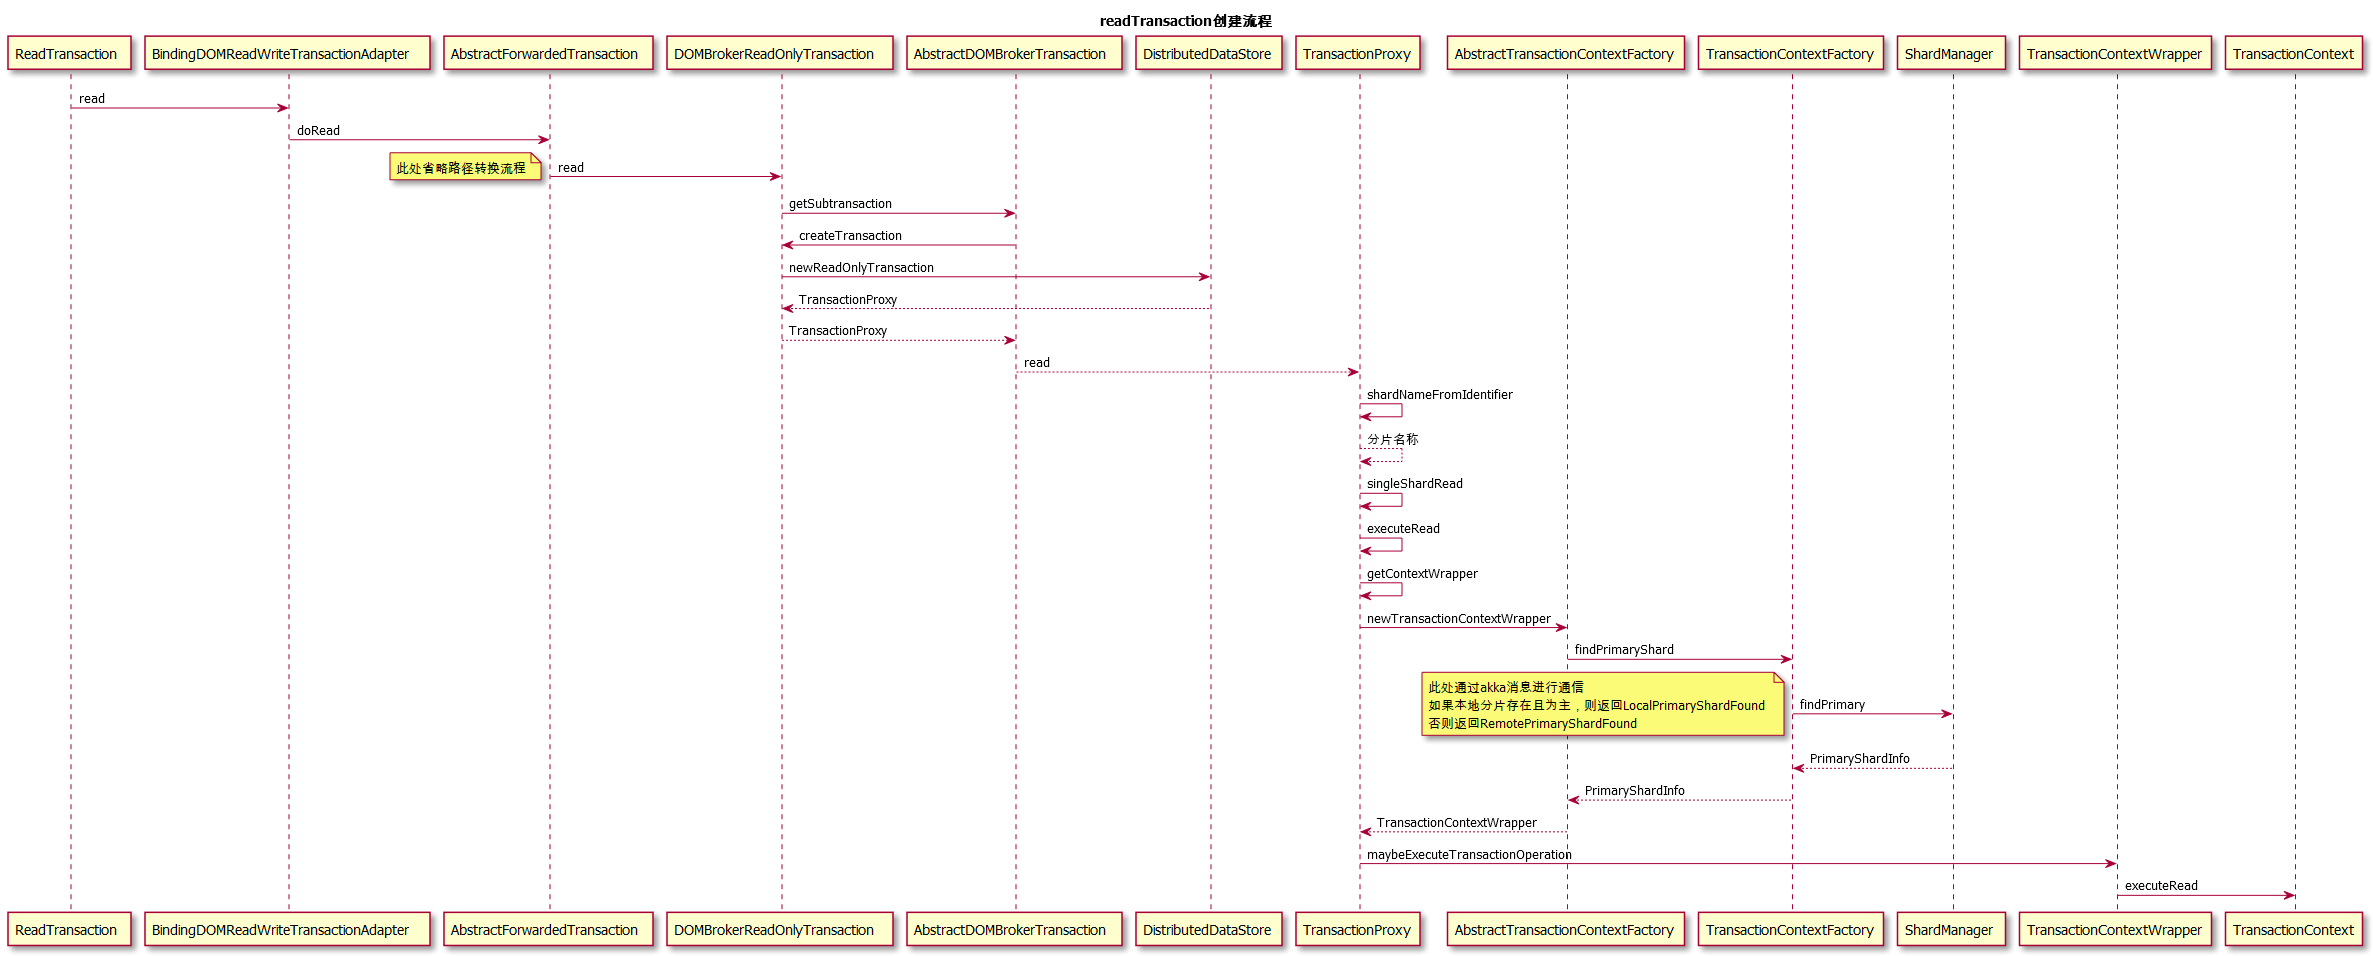 readTransaction创建流程
ReadTransaction
BindingDOMReadWriteTransactionAdapter
AbstractForwardedTransaction
DOMBrokerReadOnlyTransaction
AbstractDOMBrokerTransaction
DistributedDataStore
TransactionProxy
AbstractTransactionContextFactory
TransactionContextFactory
ShardManager
TransactionContextWrapper
TransactionContext
read
doRead
此处省略路径转换流程
read
getSubtransaction
createTransaction
newReadOnlyTransaction
TransactionProxy
TransactionProxy
read
shardNameFromIdentifier
分片名称
singleShardRead
executeRead
getContextWrapper
newTransactionContextWrapper
findPrimaryShard
此处通过akka消息进行通信
如果本地分片存在且为主，则返回LocalPrimaryShardFound
否则返回RemotePrimaryShardFound
findPrimary
PrimaryShardInfo
PrimaryShardInfo
TransactionContextWrapper
maybeExecuteTransactionOperation
executeRead
ReadTransaction
BindingDOMReadWriteTransactionAdapter
AbstractForwardedTransaction
DOMBrokerReadOnlyTransaction
AbstractDOMBrokerTransaction
DistributedDataStore
TransactionProxy
AbstractTransactionContextFactory
TransactionContextFactory
ShardManager
TransactionContextWrapper
TransactionContext